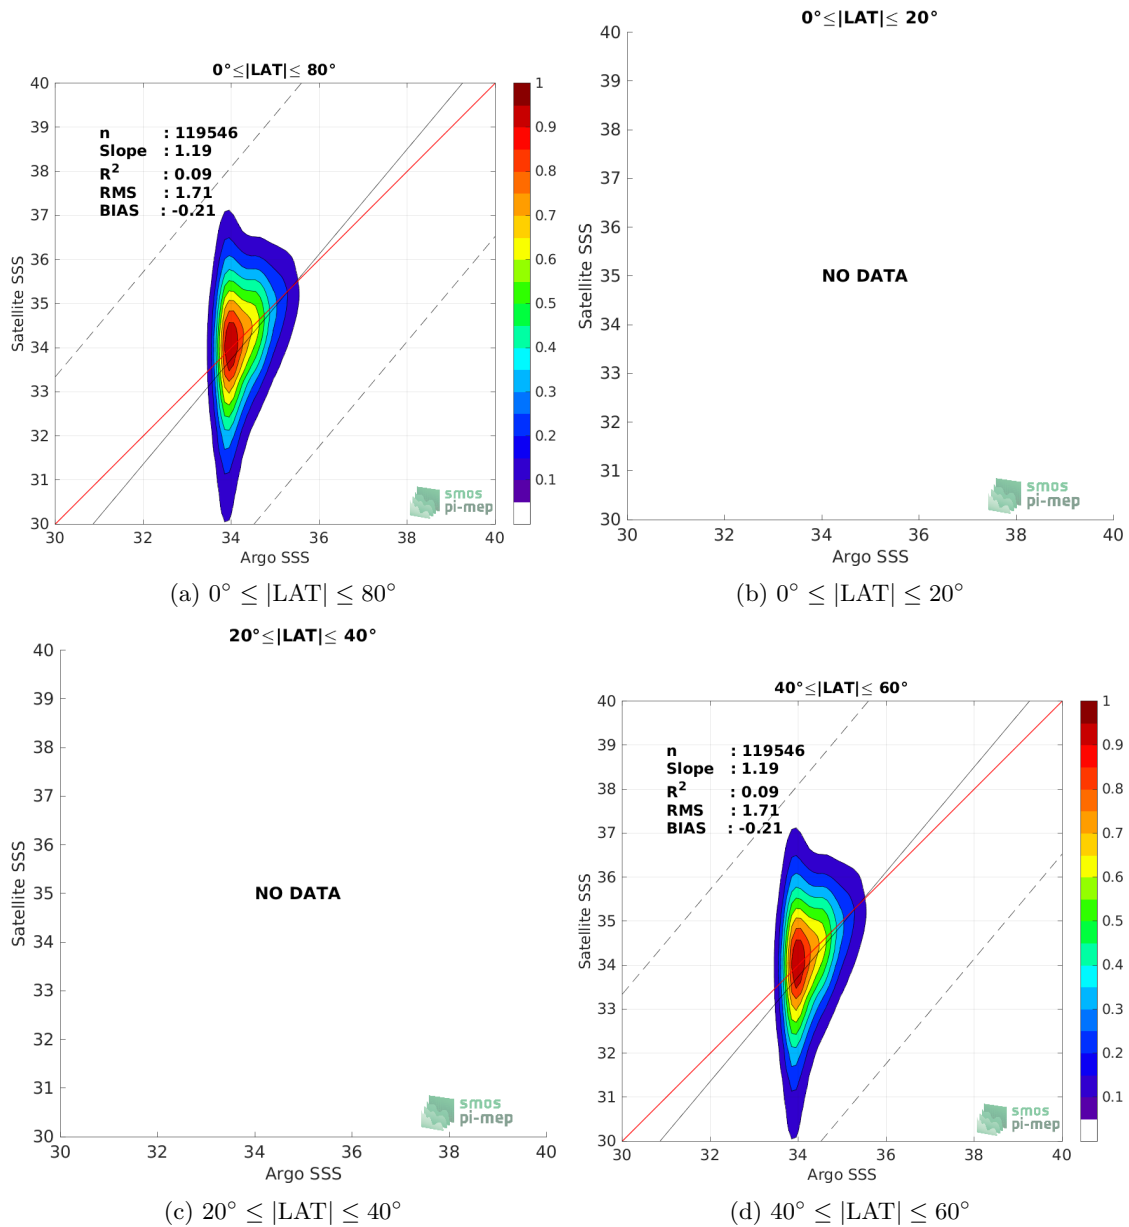 0°≤|LAT|≤ 80°
40
39
38
37
36
35
34
33
32
31
30
Satellite SSS
n : 119546
Slope : 1.19
R² : 0.09
RMS : 1.71
BIAS : -0.21
smos
pi-mep
30 32 34 36 38 40
Argo SSS
1
0.9
0.8
0.7
0.6
0.5
0.4
0.3
0.2
0.1
(a) 0° ≤ |LAT| ≤ 80°
0°≤|LAT|≤ 20°
40
39
38
37
36
35
34
33
32
31
30
Satellite SSS
NO DATA
smos
pi-mep
30 32 34 36 38 40
Argo SSS
(b) 0° ≤ |LAT| ≤ 20°
20°≤|LAT|≤ 40°
40
39
38
37
36
35
34
33
32
31
30
Satellite SSS
NO DATA
smos
pi-mep
30 32 34 36 38 40
Argo SSS
(c) 20° ≤ |LAT| ≤ 40°
40°≤|LAT|≤ 60°
40
39
38
37
36
35
34
33
32
31
30
Satellite SSS
n : 119546
Slope : 1.19
R² : 0.09
RMS : 1.71
BIAS : -0.21
smos
pi-mep
30 32 34 36 38 40
Argo SSS
1
0.9
0.8
0.7
0.6
0.5
0.4
0.3
0.2
0.1
(d) 40° ≤ |LAT| ≤ 60°